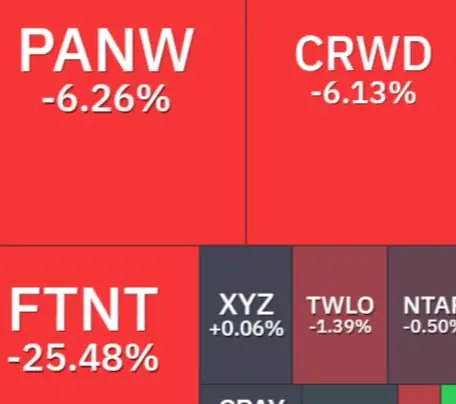 PANW
-6.26%
CRWD
-6.13%
FTNT
-25.48%
XYZ
+0.06%
TWLO
-1.39%
-0.50%